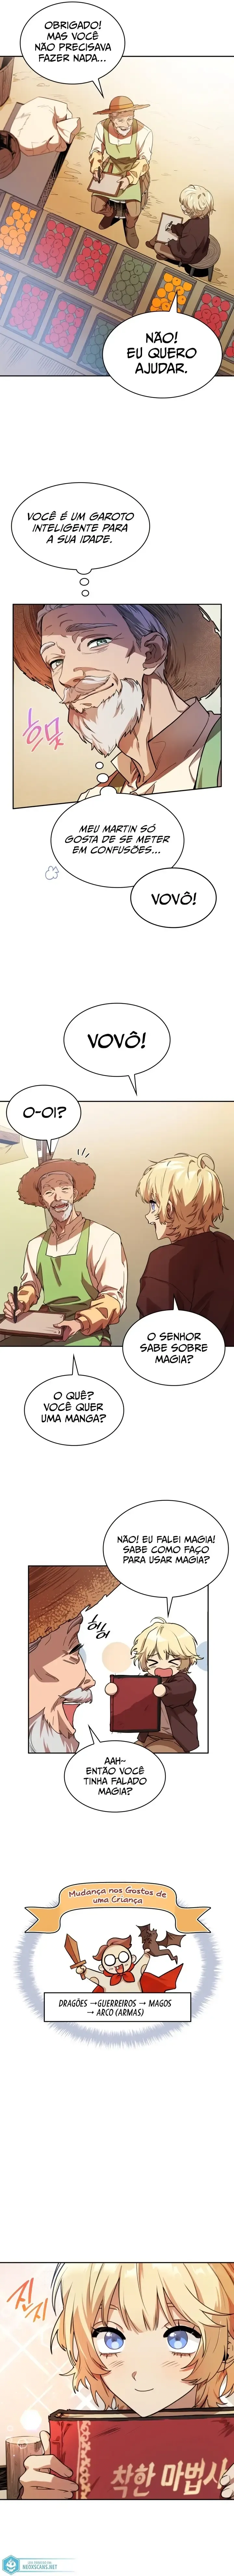 OBRIGADO!
MAS VOCÊ
NÃO PRECISAVA
FAZER NADA...
NÃO!
EU QUERO
AJUDAR.
VOCÊ É UM GAROTO
INTELIGENTE PARA
A SUA IDADE.
흐뭇
MEU MARTIN SÓ
GOSTA DE SE METER
EM CONFUSÕES...
VOVÔ!
VOVÔ!
O-OI?
O SENHOR
SABE SOBRE
MAGIA?
O QUÊ?
VOCÊ QUER
UMA MANGA?
NÃO! EU FALEI MAGIA!
SABE COMO FAÇO
PARA USAR MAGIA?
AAH~
ENTÃO VOCÊ
TINHA FALADO
MAGIA?
Mudança nos Gostos de
uma Criança
DRAGÕES →GUERREIROS → MAGOS
→ ARCO (ARMAS)
진지
착한 마법사
NEOXSCANS.NET